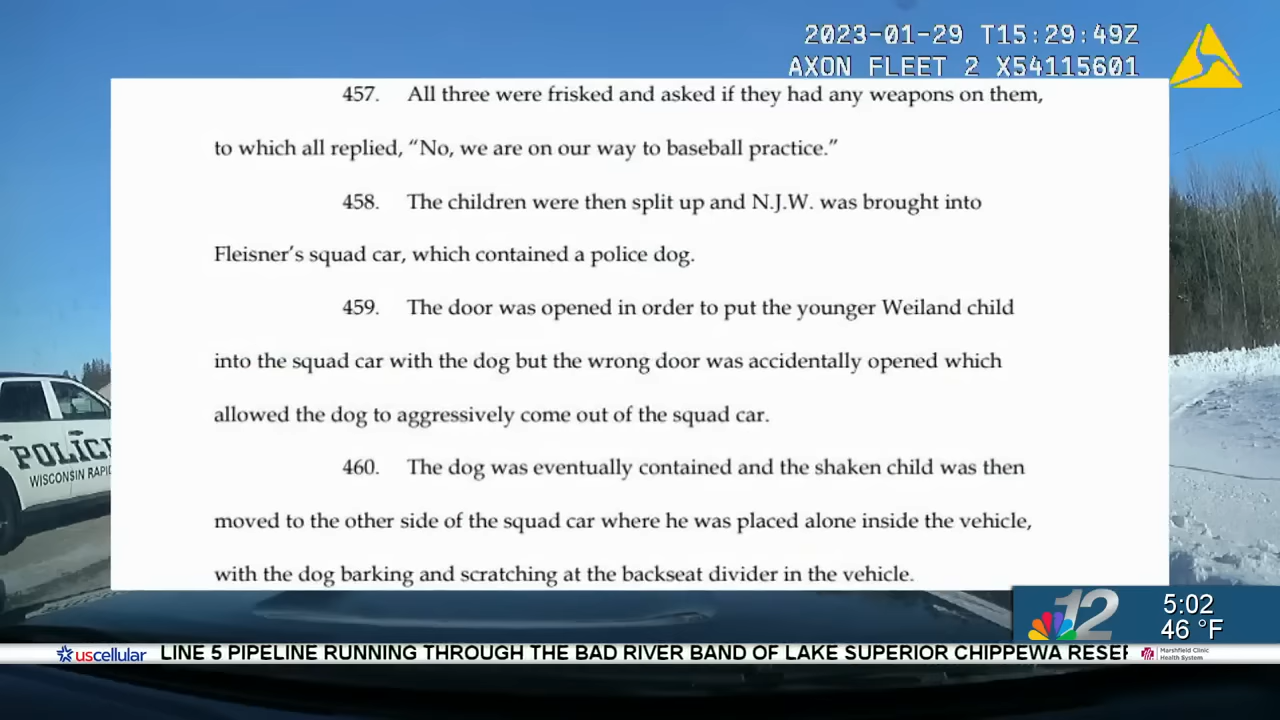 2023-01-29 T15:29:49Z
AXON FLEET 2 X54115601
457. All three were frisked and asked if they had any weapons on them,
to which all replied, “No, we are on our way to baseball practice.”
458. The children were then split up and N.J.W. was brought into
Fleisner’s squad car, which contained a police dog.
459. The door was opened in order to put the younger Weiland child
into the squad car with the dog but the wrong door was accidentally opened which
allowed the dog to aggressively come out of the squad car.
460. The dog was eventually contained and the shaken child was then
moved to the other side of the squad car where he was placed alone inside the vehicle,
with the dog barking and scratching at the backseat divider in the vehicle.
POLICE
WISCONSIN RAPID
12
5:02
46 °F
uscellular
LINE 5 PIPELINE RUNNING THROUGH THE BAD RIVER BAND OF LAKE SUPERIOR CHIPPEWA RESER
Marshfield Clinic
Health System